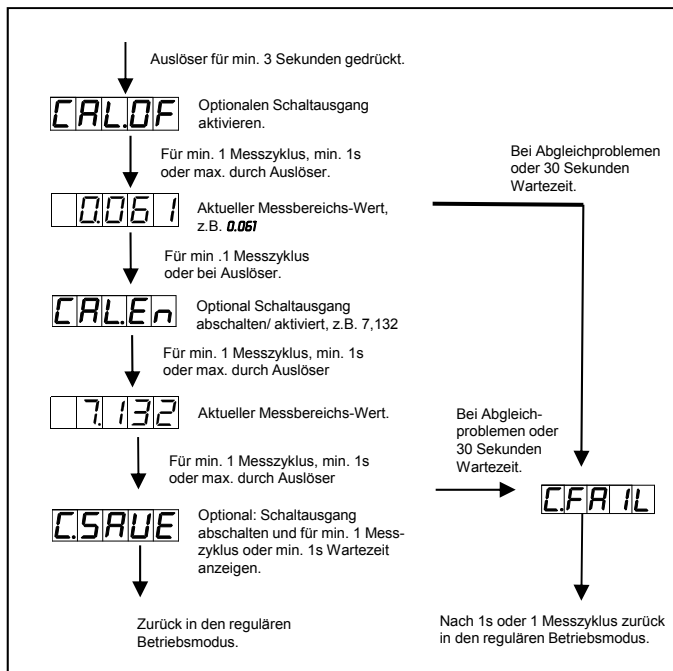 Auslöser für min. 3 Sekunden gedrückt.
CAL.OF
Optionalen Schaltausgang
aktivieren.
Für min. 1 Messzyklus, min. 1s
oder max. durch Auslöser.
Bei Abgleichproblemen
oder 30 Sekunden
Wartezeit.
0.061
Aktueller Messbereichs-Wert,
z.B. 0.061
Für min .1 Messzyklus
oder bei Auslöser.
CAL.En
Optional Schaltausgang
abschalten/ aktiviert, z.B. 7,132
Für min. 1 Messzyklus, min. 1s
oder max. durch Auslöser
7.132
Aktueller Messbereichs-Wert.
Bei Abgleich-
problemen oder
30 Sekunden
Wartezeit.
Für min. 1 Messzyklus, min. 1s
oder max. durch Auslöser
C.SAUE
Optional: Schaltausgang
abschalten und für min. 1 Mess-
zyklus oder min. 1s Wartezeit
anzeigen.
C.FAIL
Zurück in den regulären
Betriebsmodus.
Nach 1s oder 1 Messzyklus zurück
in den regulären Betriebsmodus.